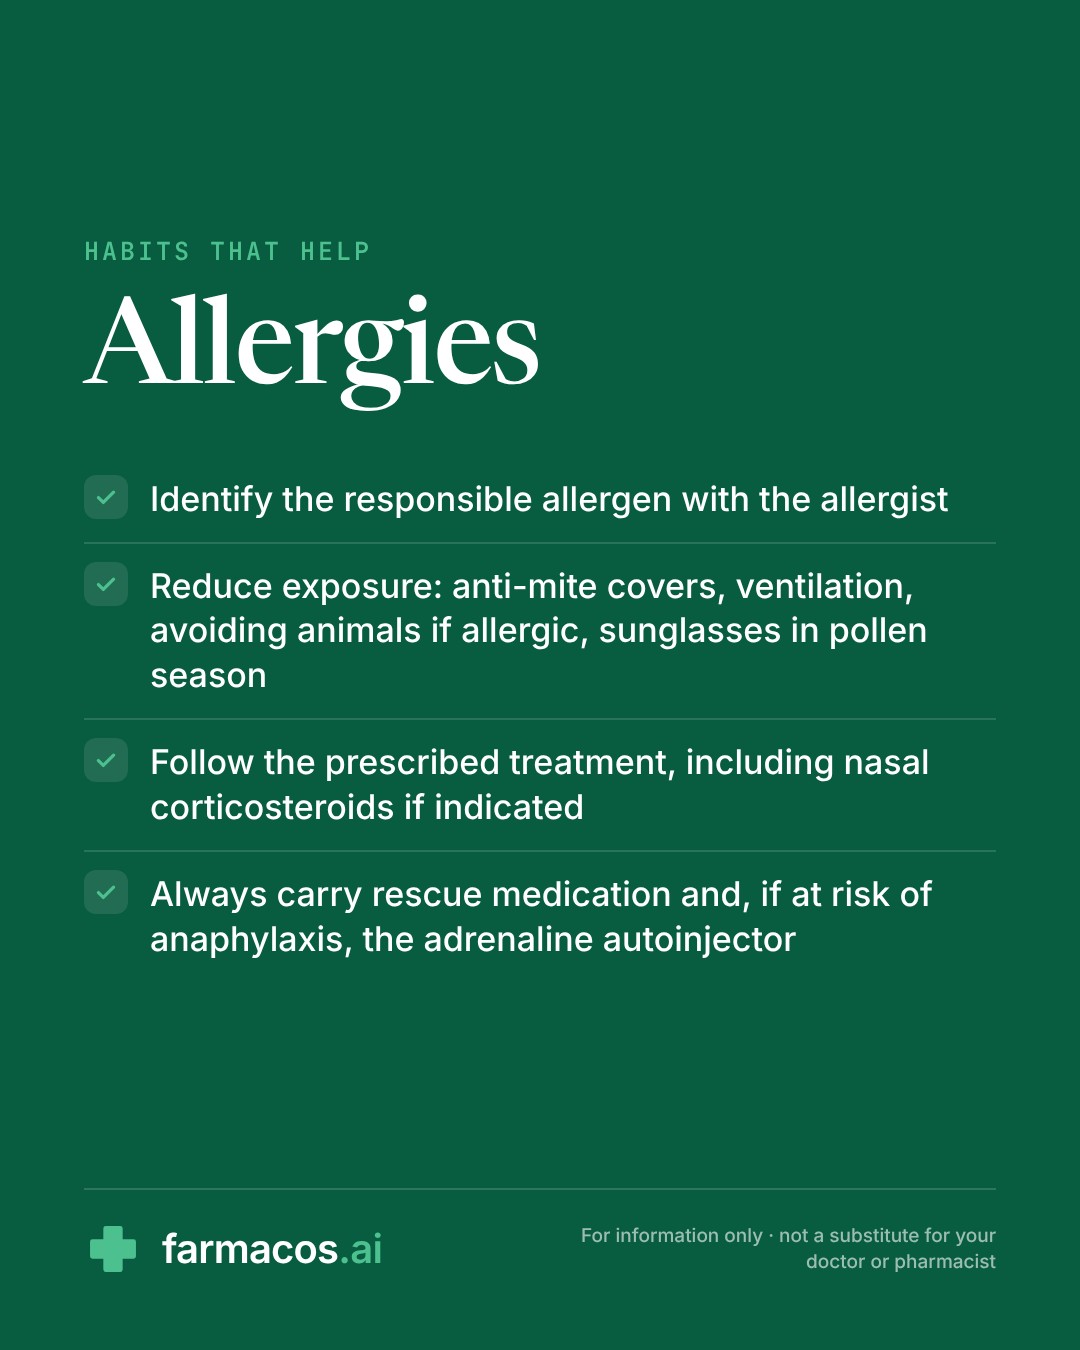 HABITS THAT HELP
Allergies
Identify the responsible allergen with the allergist
Reduce exposure: anti-mite covers, ventilation,
avoiding animals if allergic, sunglasses in pollen
season
Follow the prescribed treatment, including nasal
corticosteroids if indicated
Always carry rescue medication and, if at risk of
anaphylaxis, the adrenaline autoinjector
farmacos.ai
For information only · not a substitute for your
doctor or pharmacist